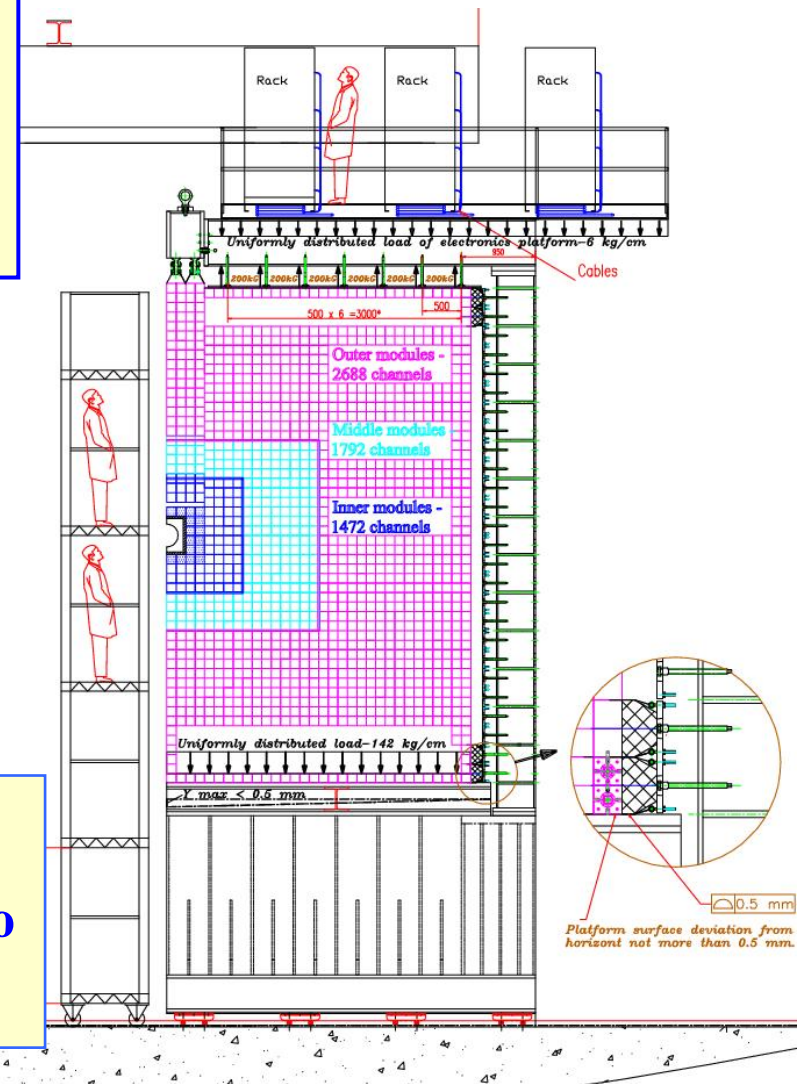 Rack
Rack
Rack
Uniformly distributed load of electronics platform-6 kg/cm
950
Cables
200kG 200kG 200kG 200kG 200kG 200kG
500 x 6 =3000*
500
Outer modules -
2688 channels
Middle modules -
1792 channels
Inner modules -
1472 channels
Uniformly distributed load-142 kg/cm
Y max < 0.5 mm
0.5 mm
Platform surface deviation from
horizont not more than 0.5 mm.